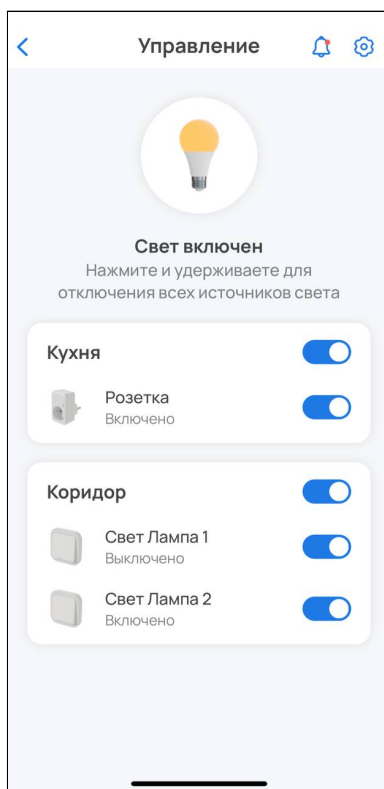 Управление
Свет включен
Нажмите и удерживаете для
отключения всех источников света
Кухня
Розетка
Включено
Коридор
Свет Лампа 1
Выключено
Свет Лампа 2
Включено